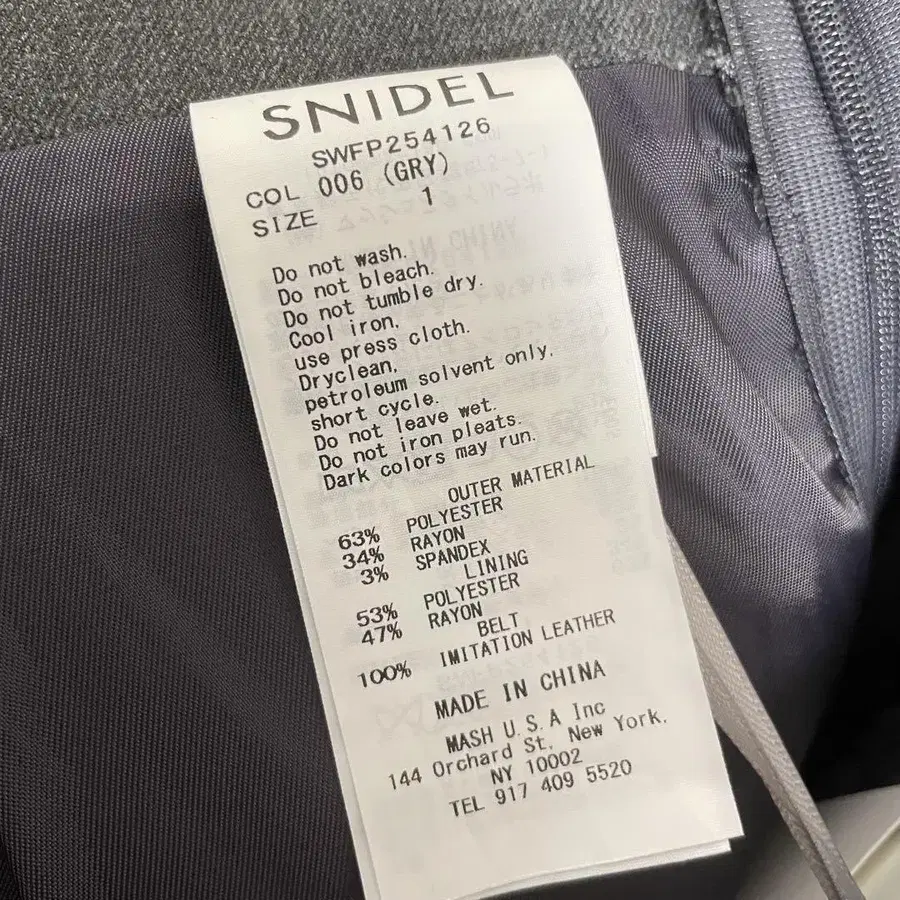 SNIDEL
SWFP254126
COL 006 (GRY)
SIZE 1
Do not wash.
Do not bleach.
Do not tumble dry.
Cool iron.
use press cloth.
Dryclean.
petroleum solvent only.
short cycle.
Do not leave wet.
Do not iron pleats.
Dark colors may run.
OUTER MATERIAL
63% POLYESTER
34% RAYON
3% SPANDEX
LINING
53% POLYESTER
47% RAYON
BELT
100% IMITATION LEATHER
MADE IN CHINA
MASH U.S.A Inc
144 Orchard St. New York.
NY 10002
TEL 917 409 5520